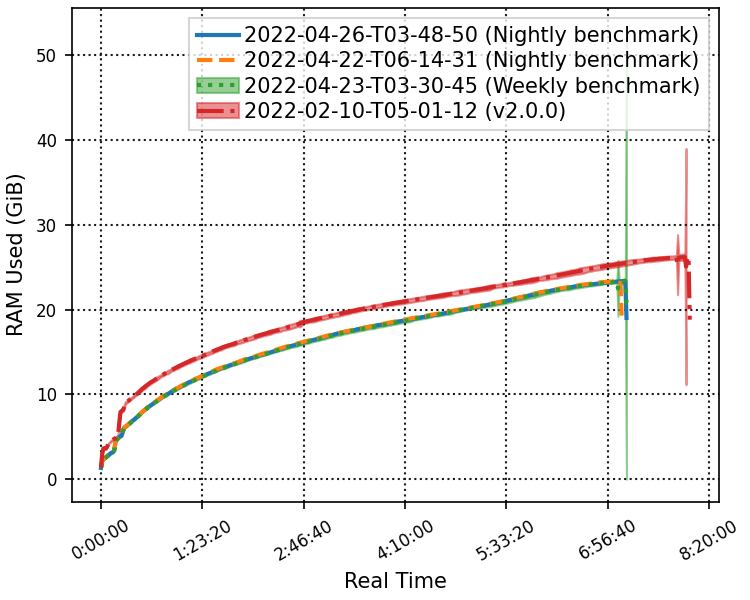 2022-04-26-T03-48-50 (Nightly benchmark)
2022-04-22-T06-14-31 (Nightly benchmark)
2022-04-23-T03-30-45 (Weekly benchmark)
2022-02-10-T05-01-12 (v2.0.0)
50
40
30
20
10
0
RAM Used (GiB)
0:00:00
1:23:20
2:46:40
4:10:00
5:33:20
6:56:40
8:20:00
Real Time